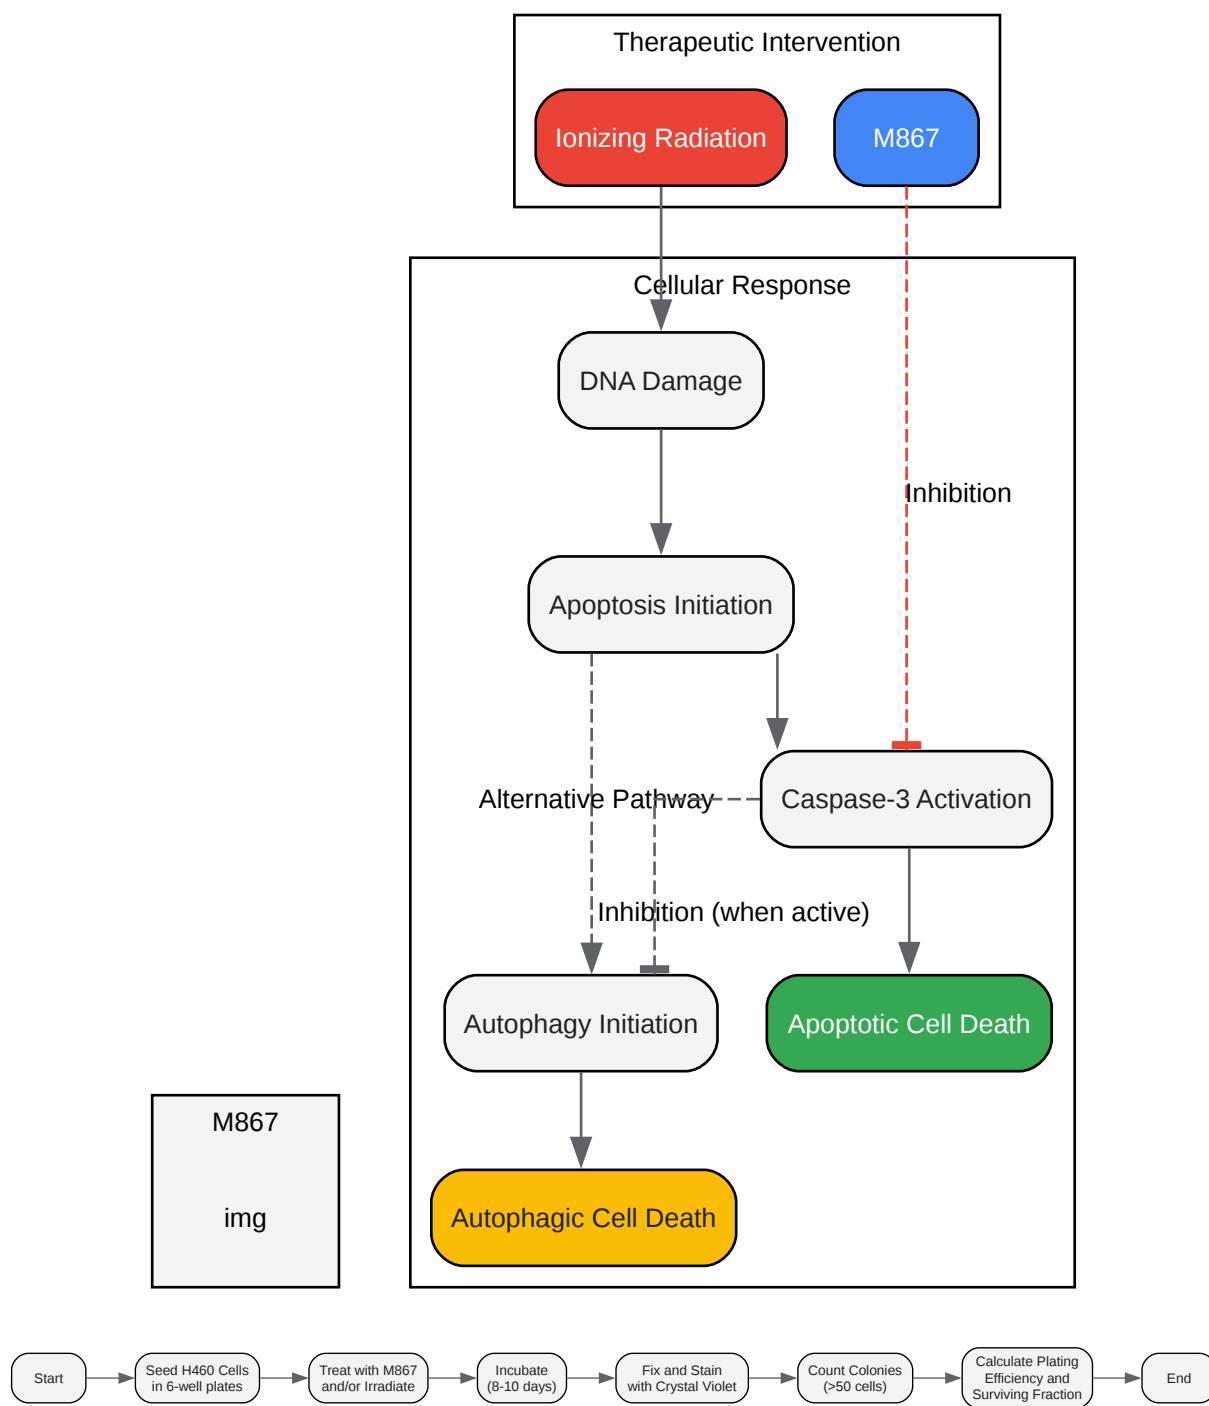 Therapeutic Intervention
Ionizing Radiation
M867
Cellular Response
DNA Damage
Inhibition
Apoptosis Initiation
Alternative Pathway
Caspase-3 Activation
Inhibition (when active)
Autophagy Initiation
Apoptotic Cell Death
M867
img
Autophagic Cell Death
Start
Seed H460 Cells
in 6-well plates
Treat with M867
and/or Irradiate
Incubate
(8-10 days)
Fix and Stain
with Crystal Violet
Count Colonies
(>50 cells)
Calculate Plating
Efficiency and
Surviving Fraction
End